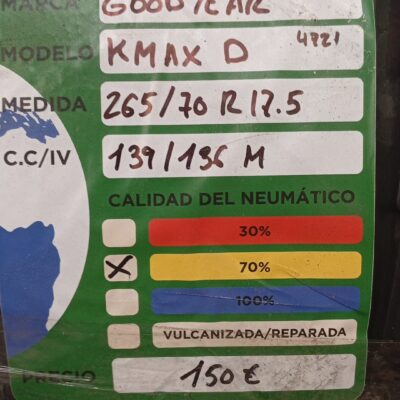 MARCA GOODYEAR
MODELO KMAX D 4721
MEDIDA 265/70 R 17.5
C.C/IV 139/136 M
CALIDAD DEL NEUMÁTICO
30%
X 70%
100%
VULCANIZADA/REPARADA
PRECIO 150 €